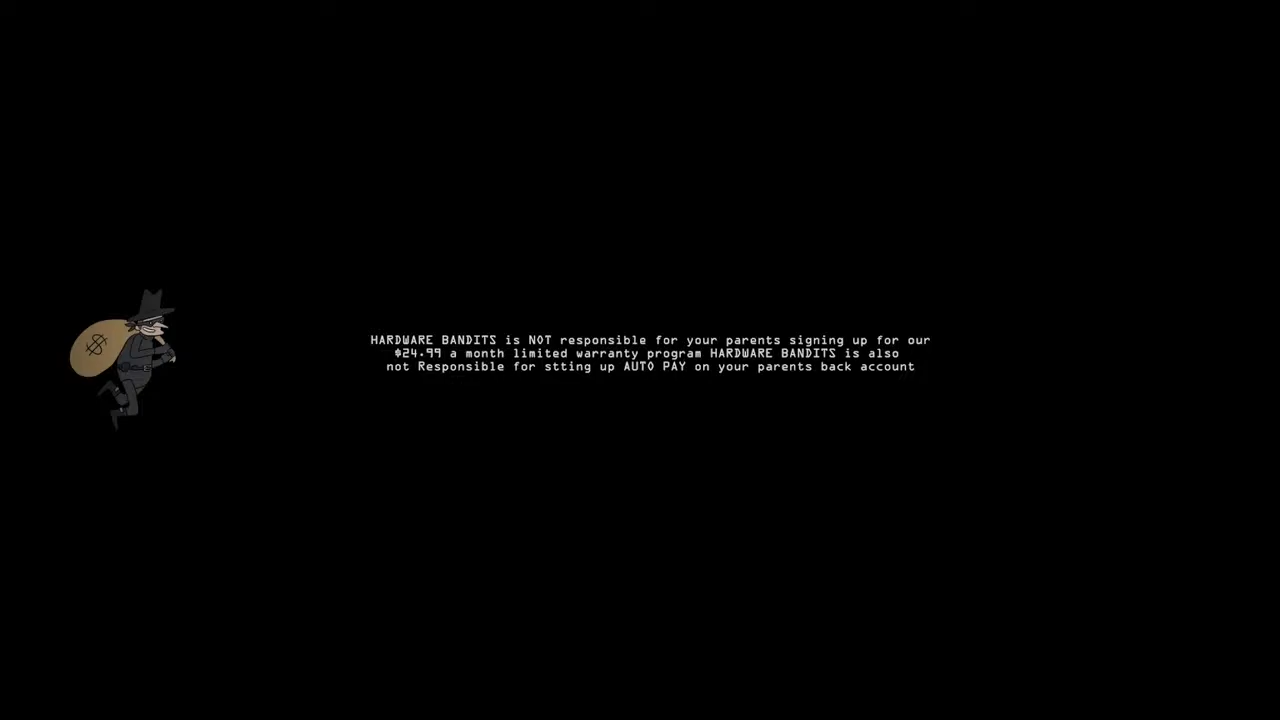 HARDWARE BANDITS is NOT responsible for your parents signing up for our
$24.99 a month limited warranty program HARDWARE BANDITS is also
not Responsible for stting up AUTO PAY on your parents back account